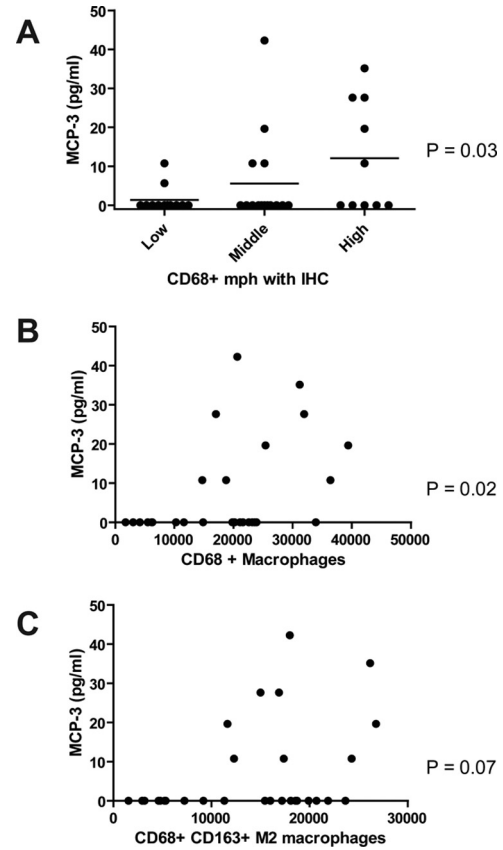 A
MCP-3 (pg/ml)
50
40
30
20
10
0
Low
Middle
High
CD68+ mph with IHC
P = 0.03
B
MCP-3 (pg/ml)
50
40
30
20
10
0
0 10000 20000 30000 40000 50000
CD68 + Macrophages
P = 0.02
C
MCP-3 (pg/ml)
50
40
30
20
10
0
0 10000 20000 30000
CD68+ CD163+ M2 macrophages
P = 0.07